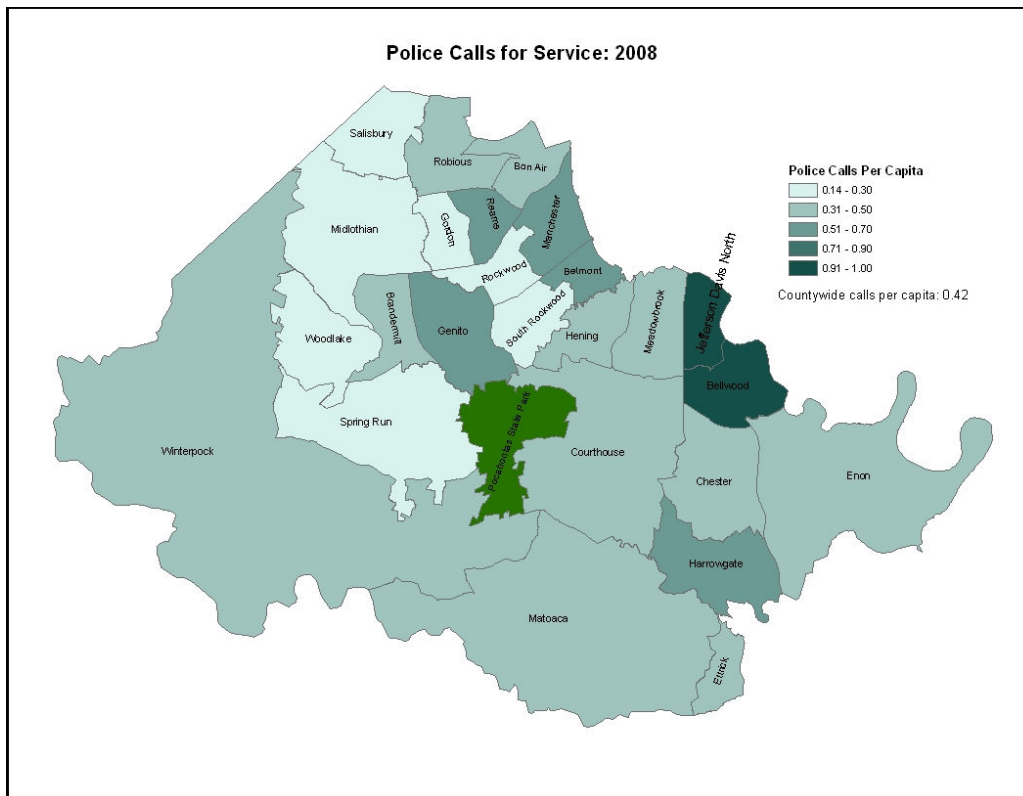 Police Calls for Service: 2008
Salisbury
Robious
Bon Air
Police Calls Per Capita
0.14 - 0.30
0.31 - 0.50
0.51 - 0.70
0.71 - 0.90
0.91 - 1.00
Countywide calls per capita: 0.42
Midlothian
Gordon
Reams
Manchester
Rockwood
Belmont
Jefferson Davis North
Woodlake
Brandermill
Genito
South Rockwood
Hening
Meadowbrook
Bellwood
Spring Run
Pocahontas State Park
Winterpock
Courthouse
Chester
Enon
Harrowgate
Matoaca
Ettrick